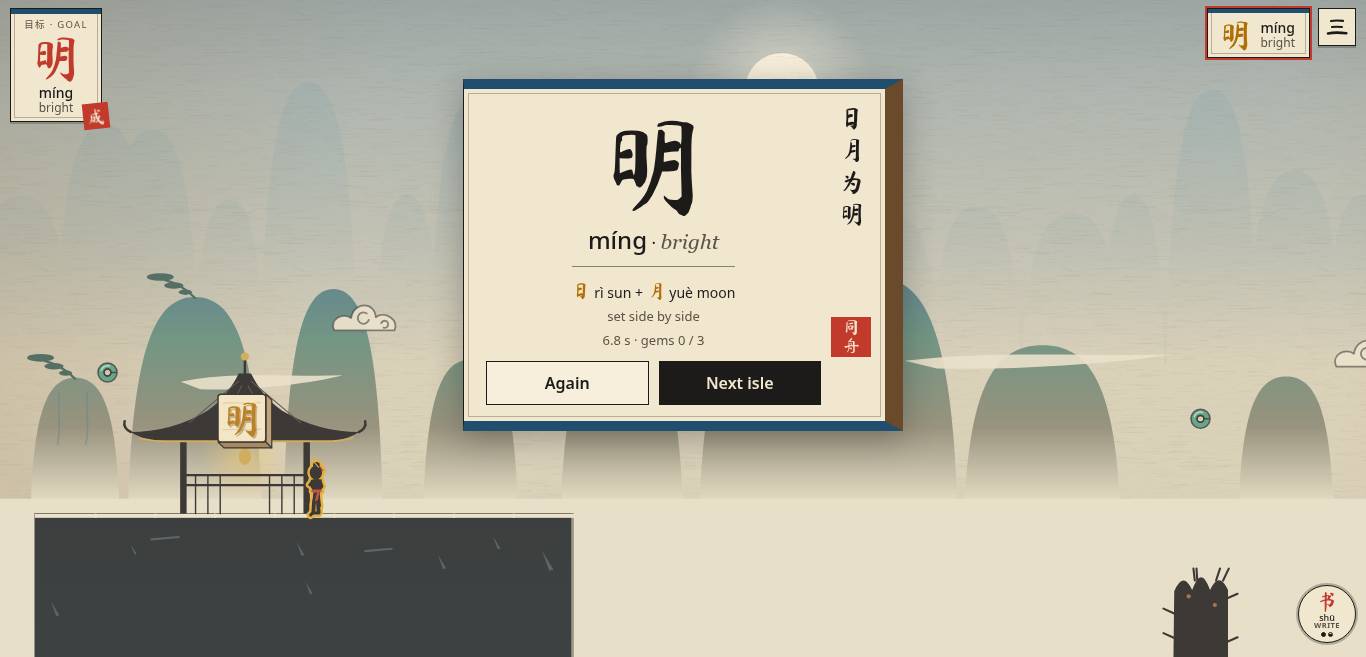 目标 · GOAL
明
míng
bright
成
明
míng
bright
三
明
míng · bright
日 rì sun + 月 yuè moon
set side by side
6.8 s · gems 0 / 3
Again
Next isle
日月为明
同舟
明
书
shū
WRITE